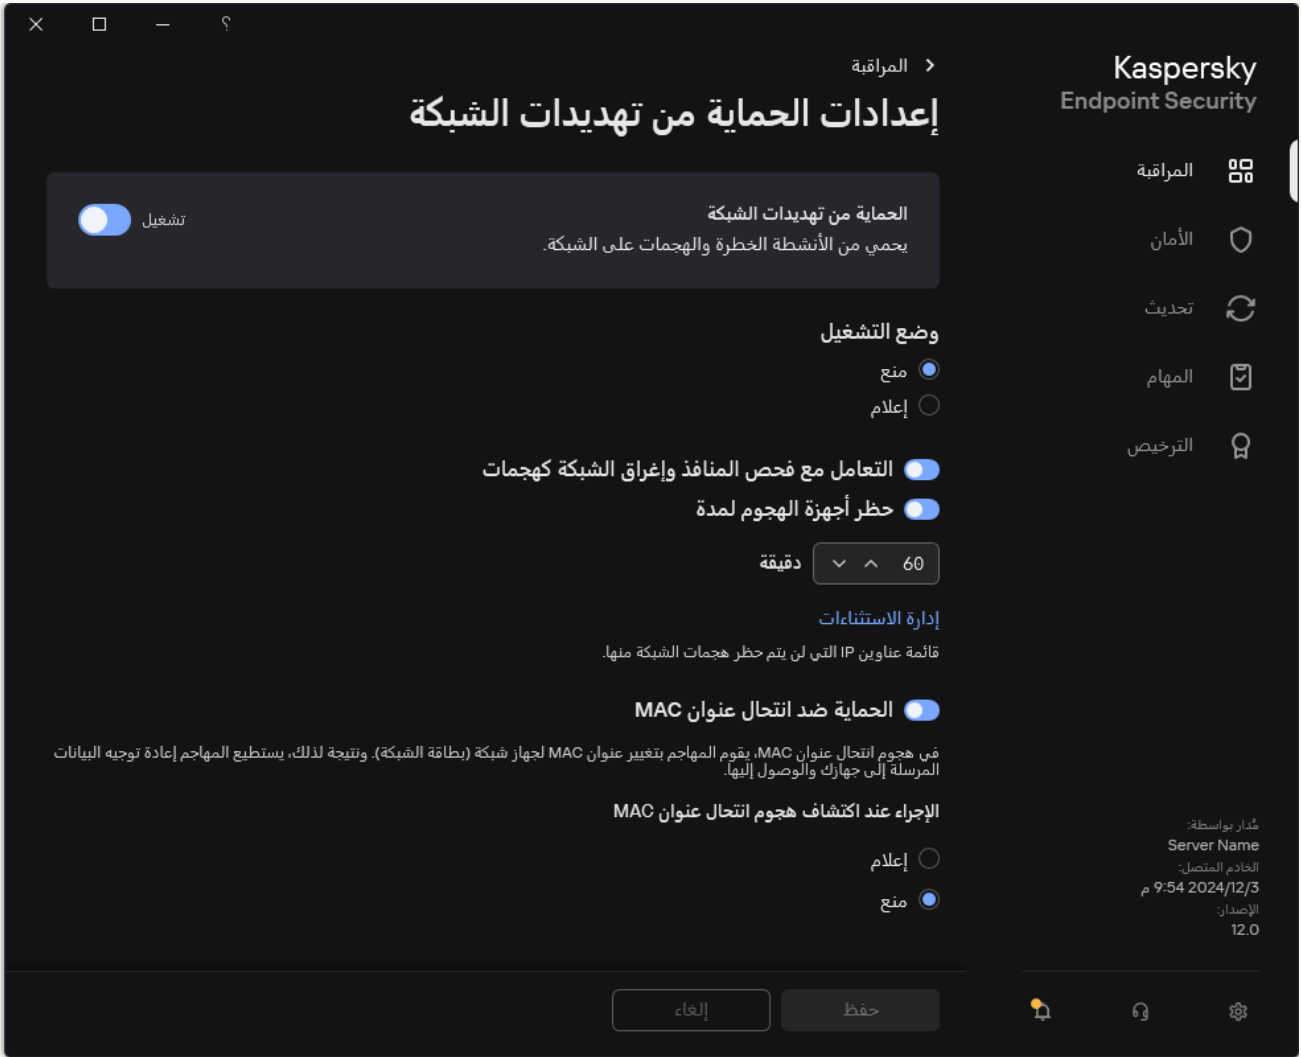 ؟
Kaspersky
Endpoint Security
المراقبة
الأمان
تحديث
المهام
الترخيص
مُدار بواسطة:
Server Name
الخادم المتصل:
2024/12/3 9:54 م
الإصدار:
12.0
المراقبة
إعدادات الحماية من تهديدات الشبكة
الحماية من تهديدات الشبكة
يحمي من الأنشطة الخطرة والهجمات على الشبكة.
تشغيل
وضع التشغيل
منع
إعلام
التعامل مع فحص المنافذ وإغراق الشبكة كهجمات
حظر أجهزة الهجوم لمدة
60 دقيقة
إدارة الاستثناءات
قائمة عناوين IP التي لن يتم حظر هجمات الشبكة منها.
الحماية ضد انتحال عنوان MAC
في هجوم انتحال عنوان MAC، يقوم المهاجم بتغيير عنوان MAC لجهاز شبكة (بطاقة الشبكة). ونتيجة لذلك، يستطيع المهاجم إعادة توجيه البيانات
المرسلة إلى جهازك والوصول إليها.
الإجراء عند اكتشاف هجوم انتحال عنوان MAC
إعلام
منع
حفظ
إلغاء